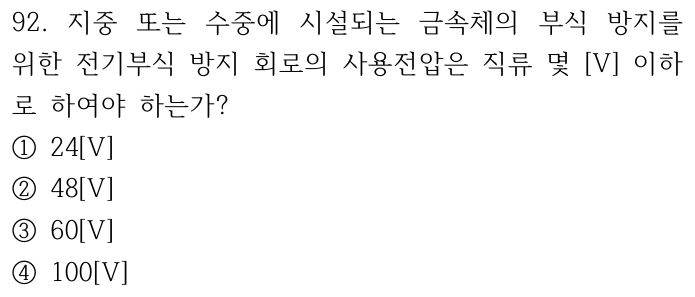 92. 지중 또는 수중에 시설되는 금속체의 부식 방지를
위한 전기부식 방지 회로의 사용전압은 직류 몇 [V] 이하
로 하여야 하는가?
① 24[V]
② 48[V]
③ 60[V]
④ 100[V]